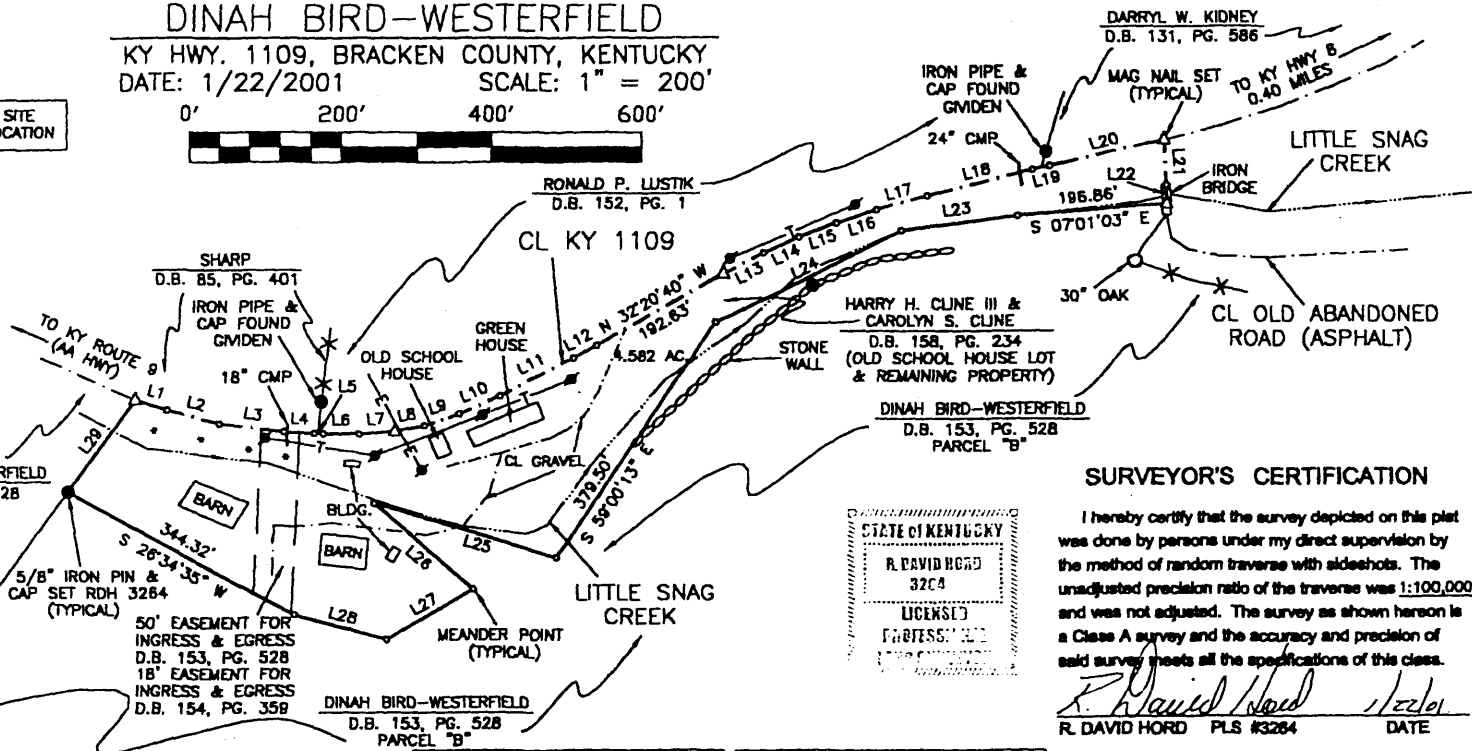 DINAH BIRD-WESTERFIELD
KY HWY. 1109, BRACKEN COUNTY, KENTUCKY
DATE: 1/22/2001 SCALE: 1" = 200'
0' 200' 400' 600'
SITE
OCATION
DARRYL W. KIDNEY
D.B. 131, PG. 586
IRON PIPE &
CAP FOUND
GIVIDEN
MAG NAIL SET
(TYPICAL)
TO KY HWY 8
0.40 MILES
24" CMP
LITTLE SNAG
CREEK
IRON
BRIDGE
L18
L19
L20
L21
L22
L17
L16
L15
L14
L13
L23
196.86'
S 07°01'03" E
L24
30" OAK
CL OLD ABANDONED
ROAD (ASPHALT)
RONALD P. LUSTIK
D.B. 152, PG. 1
CL KY 1109
N 32°20'40" W
192.63'
4.582 AC.
T
SHARP
D.B. 85, PG. 401
IRON PIPE &
CAP FOUND
GIVIDEN
TO KY ROUTE 9
(AA HWY)
18" CMP
OLD SCHOOL
HOUSE
GREEN
HOUSE
L1
L2
L3
L4
L5
L6
L7
L8
L9
L10
L11
L12
E
E
T
T
HARRY H. CLINE III &
CAROLYN S. CLINE
D.B. 158, PG. 234
(OLD SCHOOL HOUSE LOT
& REMAINING PROPERTY)
STONE
WALL
DINAH BIRD-WESTERFIELD
D.B. 153, PG. 528
PARCEL "B"
L29
RFIELD
28
CL GRAVEL
BARN
BLDG.
BARN
379.50'
S 59°00'13" E
L25
L26
L27
L28
344.32'
S 26°34'35" W
5/8" IRON PIN &
CAP SET RDH 3264
(TYPICAL)
50' EASEMENT FOR
INGRESS & EGRESS
D.B. 153, PG. 528
18' EASEMENT FOR
INGRESS & EGRESS
D.B. 154, PG. 359
MEANDER POINT
(TYPICAL)
LITTLE SNAG
CREEK
DINAH BIRD-WESTERFIELD
D.B. 153, PG. 528
PARCEL "B"
STATE of KENTUCKY
R. DAVID HORD
3264
LICENSED
SURVEYOR'S CERTIFICATION
I hereby certify that the survey depicted on this plat
was done by persons under my direct supervision by
the method of random traverse with sideshots. The
unadjusted precision ratio of the traverse was 1:100,000
and was not adjusted. The survey as shown hereon is
a Class A survey and the accuracy and precision of
said survey meets all the specifications of this class.
R. David Hord 1/22/01
R. DAVID HORD PLS #3264 DATE